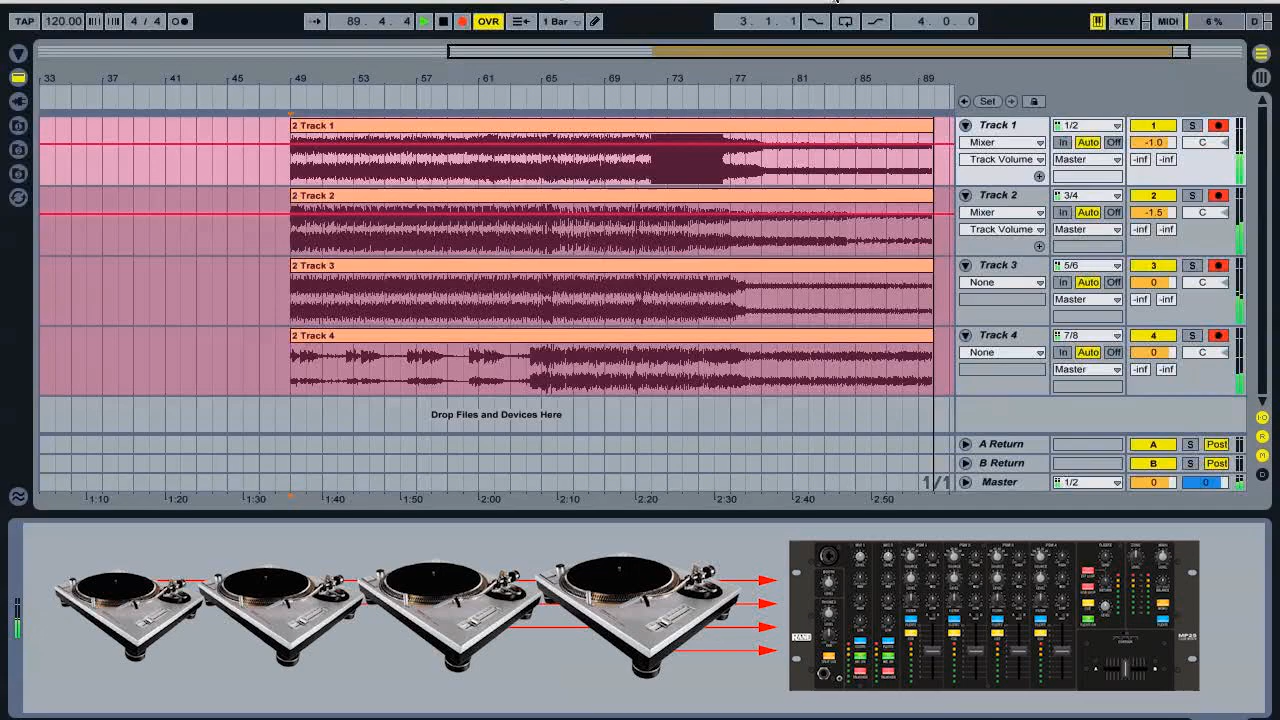 TAP 120.00 4 / 4 89. 4. 4 OVR 1 Bar 3. 1. 1 4. 0. 0 KEY MIDI 6 % D
33 37 41 45 49 53 57 61 65 69 73 77 81 85 89
Set
2 Track 1 Track 1 1/2 1 S
Mixer In Auto Off -1.0 C
Track Volume Master -inf -inf
2 Track 2 Track 2 3/4 2 S
Mixer In Auto Off -1.5 C
Track Volume Master -inf -inf
2 Track 3 Track 3 5/6 3 S
None In Auto Off 0 C
Master -inf -inf
2 Track 4 Track 4 7/8 4 S
None In Auto Off 0 C
Master -inf -inf
Drop Files and Devices Here
A Return A S Post
B Return B S Post
Master 1/2 0 0
1/1
1:10 1:20 1:30 1:40 1:50 2:00 2:10 2:20 2:30 2:40 2:50
I·O
R
M
D
MP25
A B